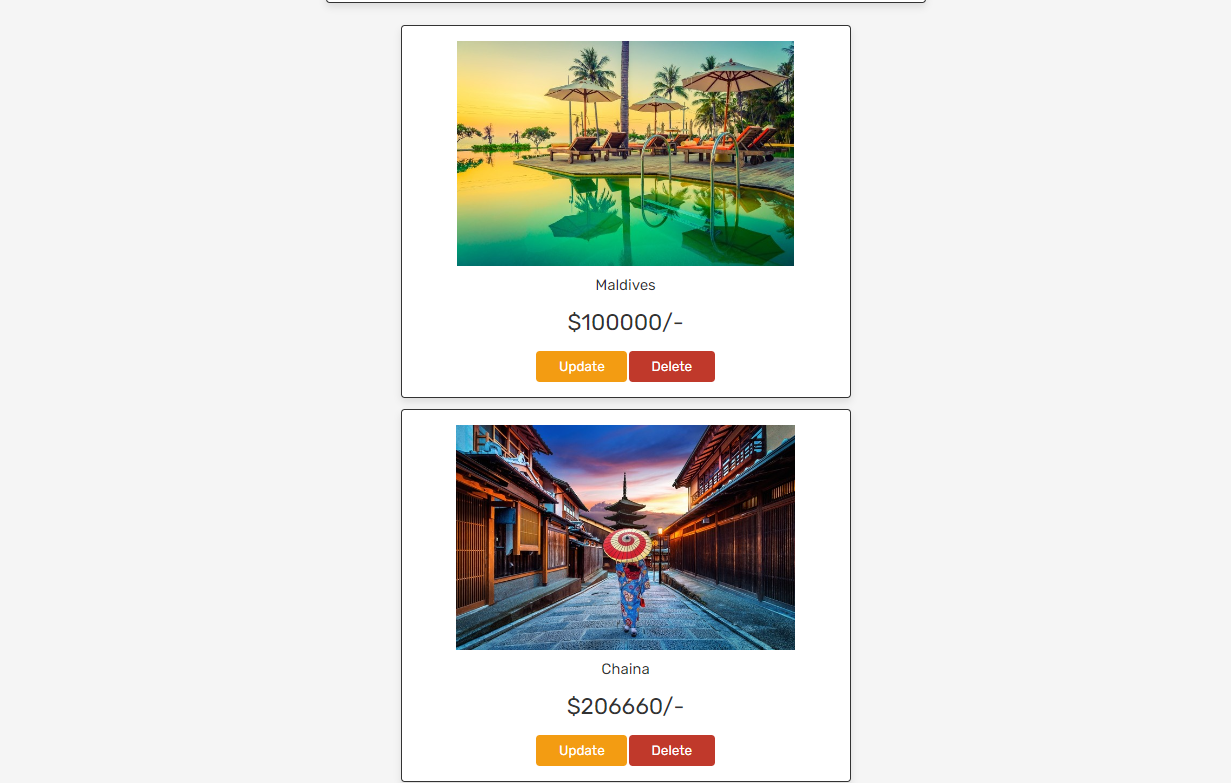 Maldives
$100000/-
Update Delete
Chaina
$206660/-
Update Delete